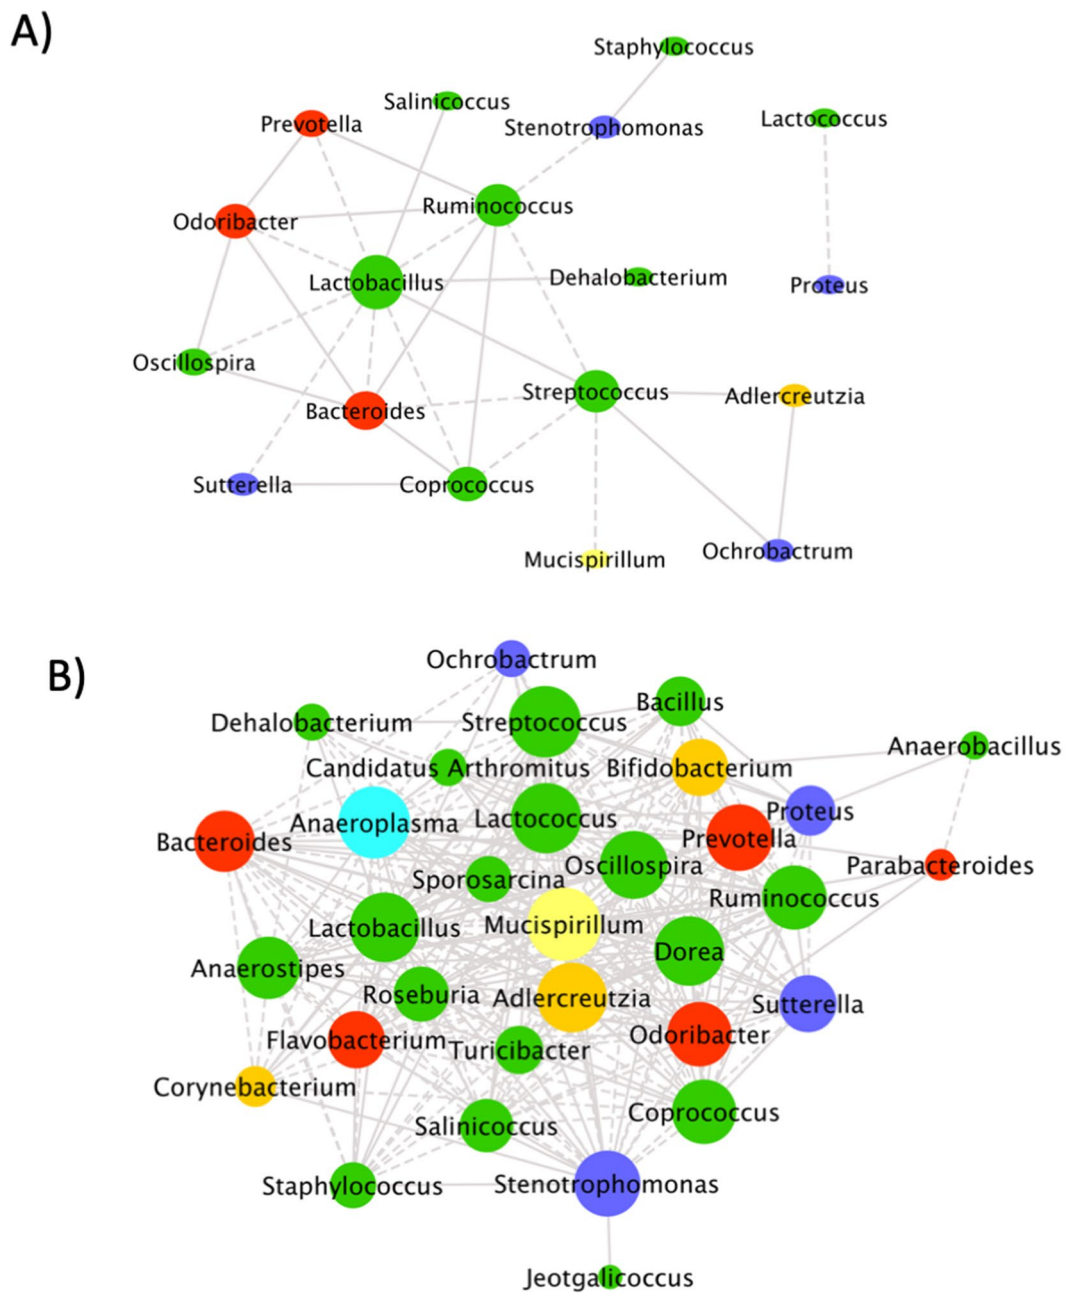 A)
Staphylococcus
Salinicoccus
Prevotella
Stenotrophomonas
Lactococcus
Ruminococcus
Odoribacter
Lactobacillus
Dehalobacterium
Proteus
Oscillospira
Streptococcus
Adlercreutzia
Bacteroides
Sutterella
Coprococcus
Mucispirillum
Ochrobactrum
B)
Ochrobactrum
Bacillus
Dehalobacterium
Streptococcus
Anaerobacillus
Candidatus Arthromitus
Bifidobacterium
Proteus
Anaeroplasma
Lactococcus
Prevotella
Bacteroides
Oscillospira
Parabacteroides
Sporosarcina
Ruminococcus
Lactobacillus
Mucispirillum
Dorea
Anaerostipes
Roseburia
Adlercreutzia
Sutterella
Flavobacterium
Turicibacter
Odoribacter
Corynebacterium
Salinicoccus
Coprococcus
Staphylococcus
Stenotrophomonas
Jeotgalicoccus